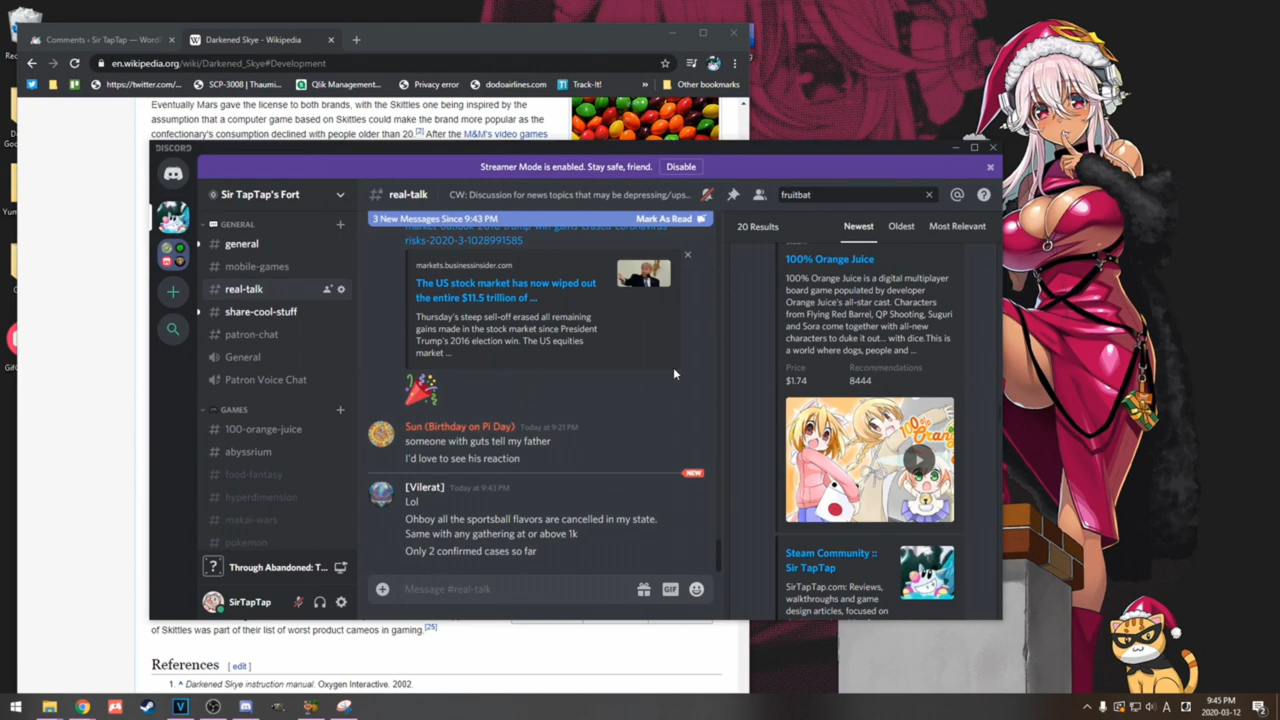 Comments ‹ Sir TapTap — Word
Darkened Skye - Wikipedia
en.wikipedia.org/wiki/Darkened_Skye#Development
https://twitter.com/...
SCP-3008 | Thaumi...
Qlik Management...
Privacy error
dodoairlines.com
Track-It!
»
Other bookmarks
Eventually Mars gave the license to both brands, with the Skittles one being inspired by the
assumption that a computer game based on Skittles could make the brand more popular as the
confectionery's consumption declined with people older than 20.[2] After the M&M's video games
DISCORD
Streamer Mode is enabled. Stay safe, friend.
Disable
Sir TapTap's Fort
# real-talk
CW: Discussion for news topics that may be depressing/ups...
fruitbat
3 New Messages Since 9:43 PM
Mark As Read
20 Results
Newest
Oldest
Most Relevant
GENERAL
# general
# mobile-games
# real-talk
# share-cool-stuff
# patron-chat
General
Patron Voice Chat
GAMES
# 100-orange-juice
# abyssrium
# food-fantasy
# hyperdimension
# makai-wars
# pokemon
Through Abandoned: T...
SirTapTap
risks-2020-3-1028991585
markets.businessinsider.com
The US stock market has now wiped out
the entire $11.5 trillion of ...
Thursday's steep sell-off erased all remaining
gains made in the stock market since President
Trump's 2016 election win. The US equities
market ...
Sun (Birthday on Pi Day) Today at 9:21 PM
someone with guts tell my father
I'd love to see his reaction
NEW
[Vilerat] Today at 9:43 PM
Lol
Ohboy all the sportsball flavors are cancelled in my state.
Same with any gathering at or above 1k
Only 2 confirmed cases so far
Message #real-talk
GIF
100% Orange Juice
100% Orange Juice is a digital multiplayer
board game populated by developer
Orange Juice's all-star cast. Characters
from Flying Red Barrel, QP Shooting, Suguri
and Sora come together with all-new
characters to duke it out... with dice.This is
a world where dogs, people and ...
Price
Recommendations
$1.74
8444
100%
Orang
Steam Community ::
Sir TapTap
SirTapTap.com: Reviews,
walkthroughs and game
design articles, focused on
of Skittles was part of their list of worst product cameos in gaming.[25]
References [ edit ]
1. ^ Darkened Skye instruction manual. Oxygen Interactive. 2002.
9:45 PM
2020-03-12